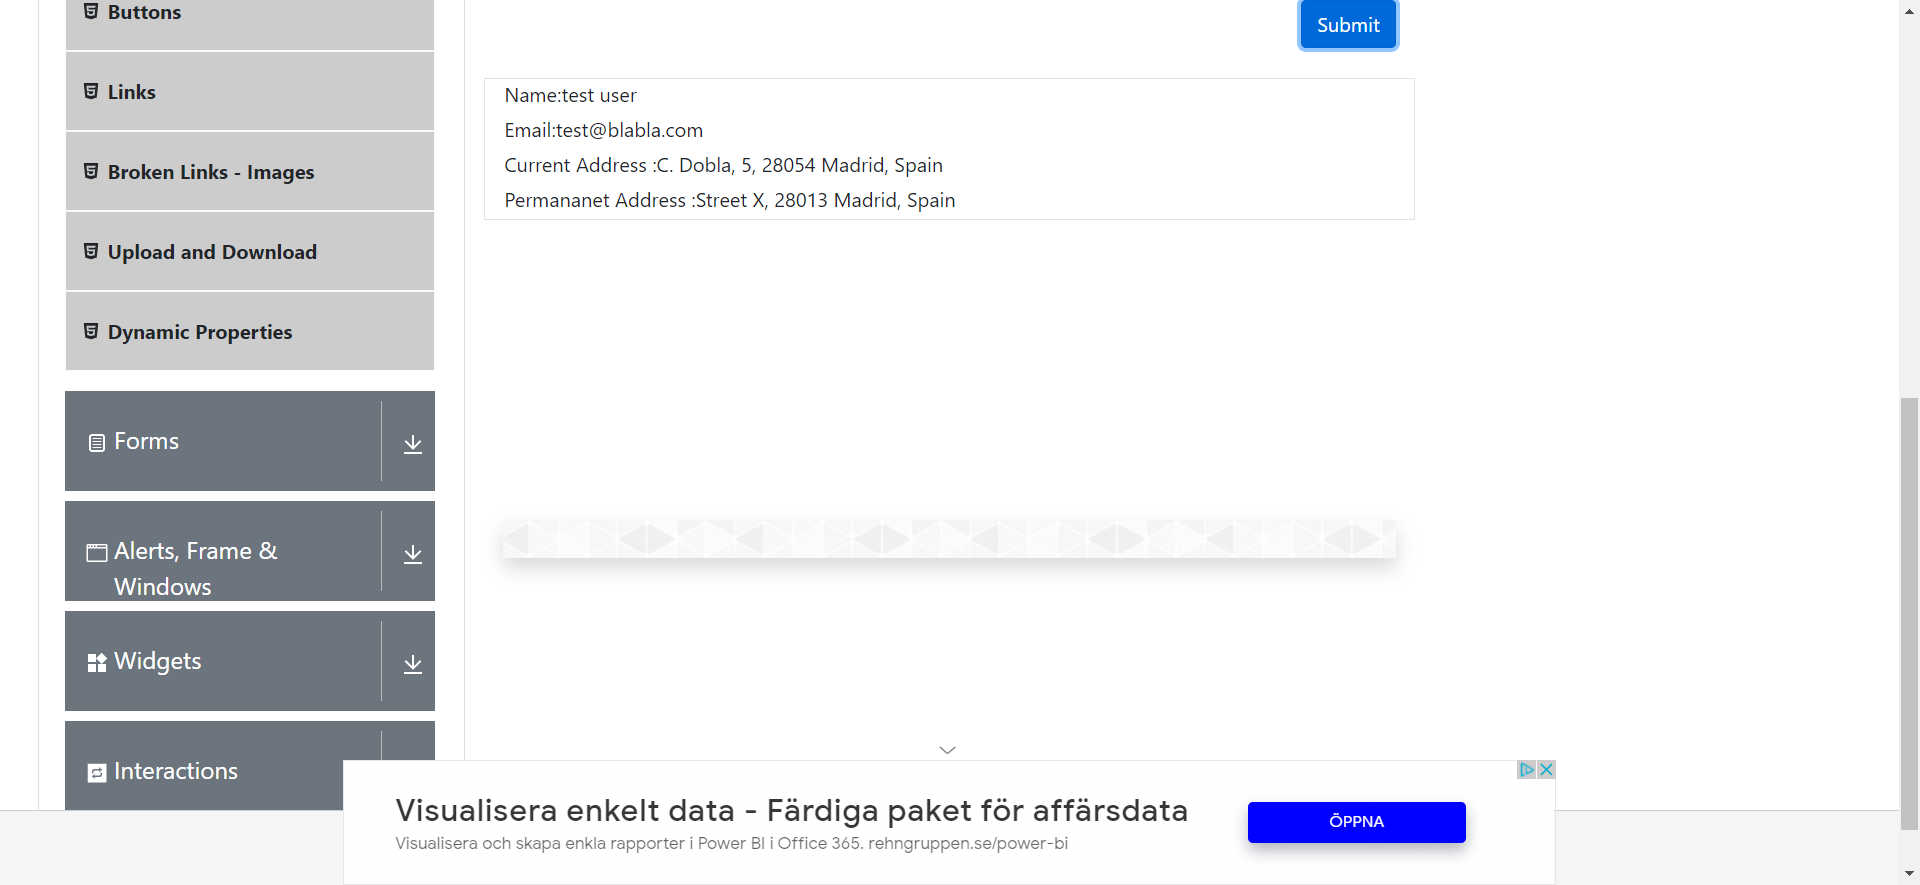 Buttons
Links
Broken Links - Images
Upload and Download
Dynamic Properties
Forms
Alerts, Frame &
Windows
Widgets
Interactions
Submit
Name:test user
Email:test@blabla.com
Current Address :C. Dobla, 5, 28054 Madrid, Spain
Permananet Address :Street X, 28013 Madrid, Spain
Visualisera enkelt data - Färdiga paket för affärsdata
Visualisera och skapa enkla rapporter i Power BI i Office 365. rehngruppen.se/power-bi
ÖPPNA